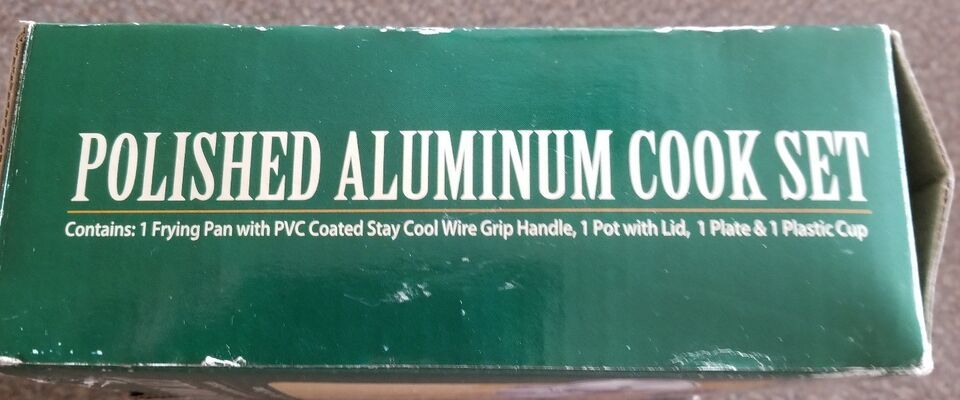 POLISHED ALUMINUM COOK SET
Contains: 1 Frying Pan with PVC Coated Stay Cool Wire Grip Handle, 1 Pot with Lid, 1 Plate & 1 Plastic Cup